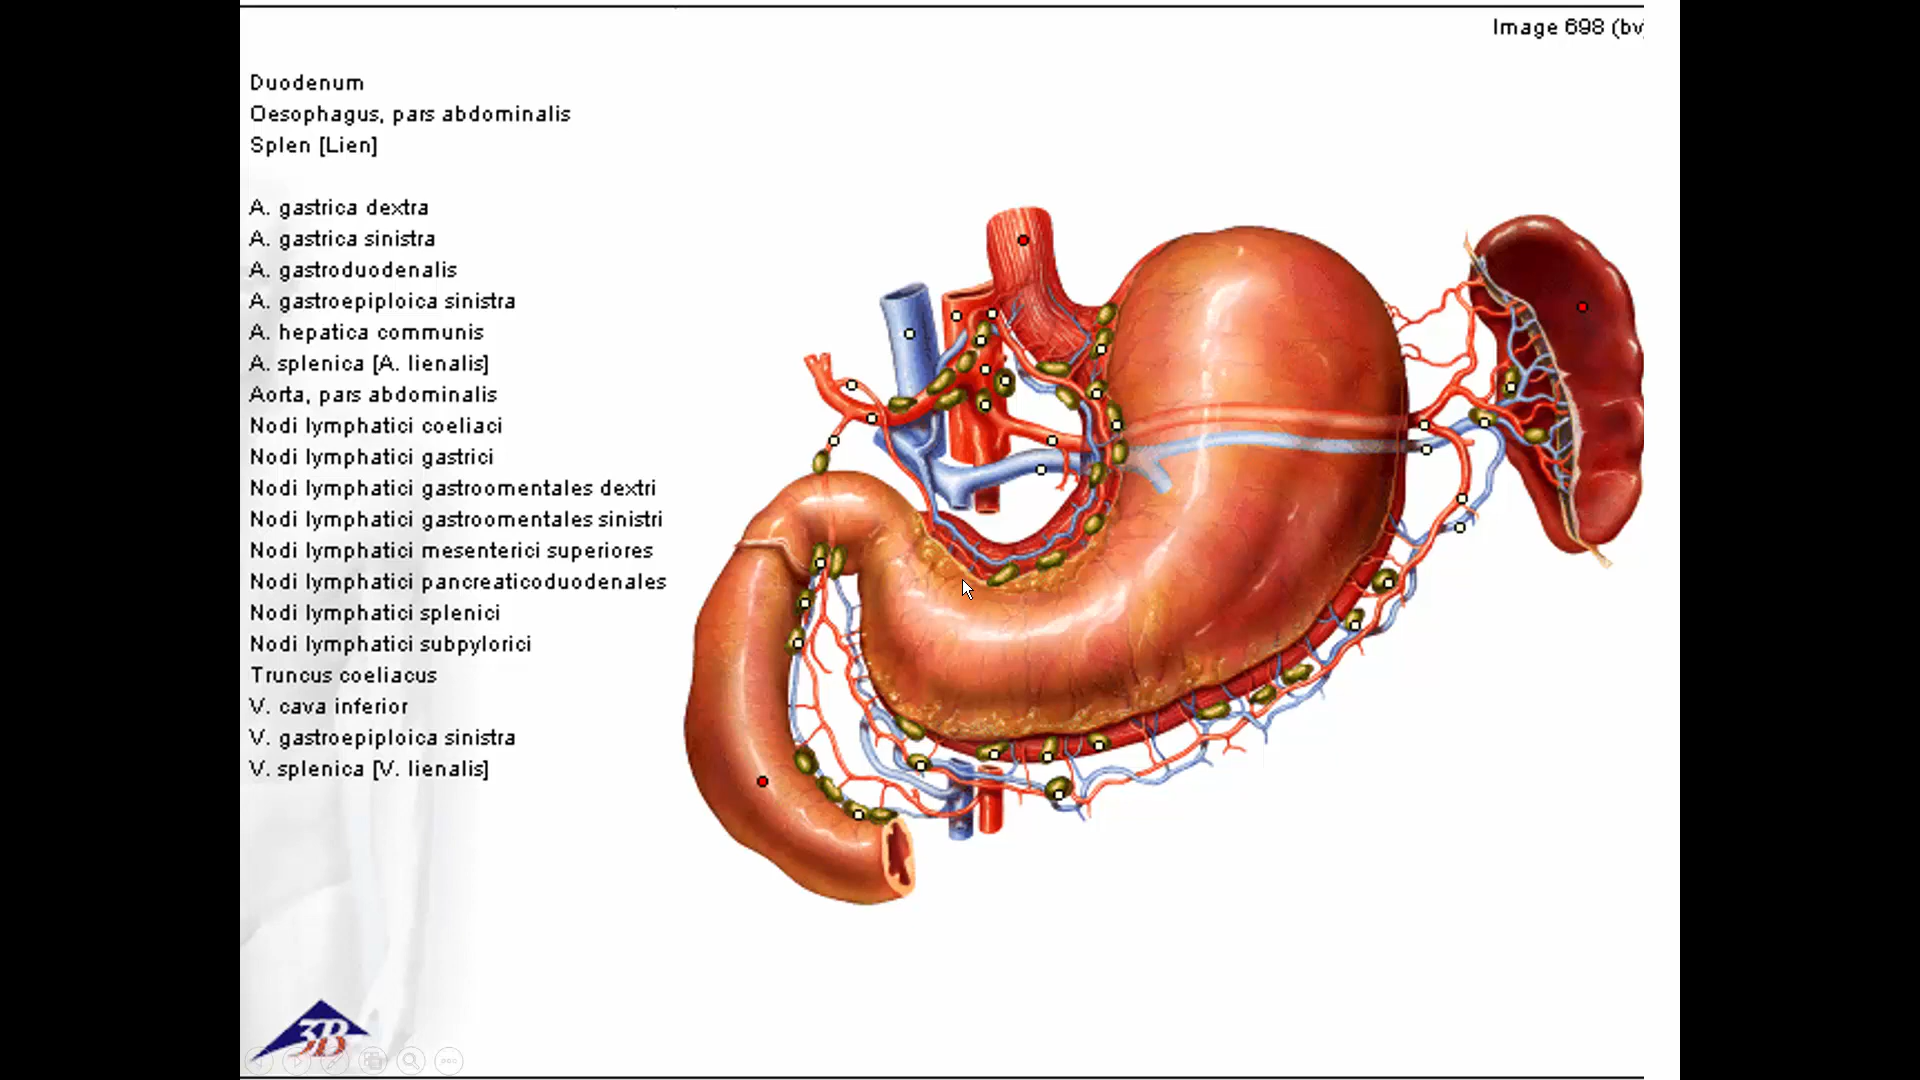 Image 698 (bv
Duodenum
Oesophagus, pars abdominalis
Splen [Lien]
A. gastrica dextra
A. gastrica sinistra
A. gastroduodenalis
A. gastroepiploica sinistra
A. hepatica communis
A. splenica [A. lienalis]
Aorta, pars abdominalis
Nodi lymphatici coeliaci
Nodi lymphatici gastrici
Nodi lymphatici gastroomentales dextri
Nodi lymphatici gastroomentales sinistri
Nodi lymphatici mesenterici superiores
Nodi lymphatici pancreaticoduodenales
Nodi lymphatici splenici
Nodi lymphatici subpylorici
Truncus coeliacus
V. cava inferior
V. gastroepiploica sinistra
V. splenica [V. lienalis]
3B